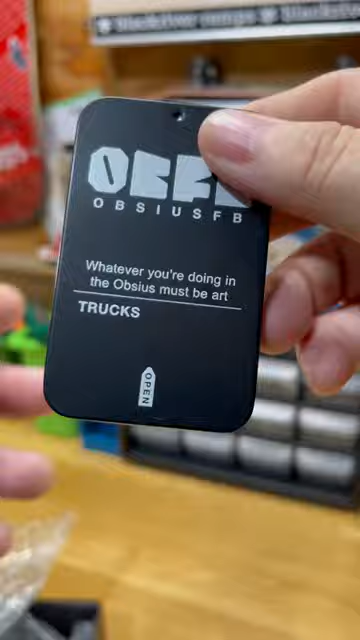 OBSIUSFB
Whatever you're doing in
the Obsius must be art
TRUCKS
OPEN